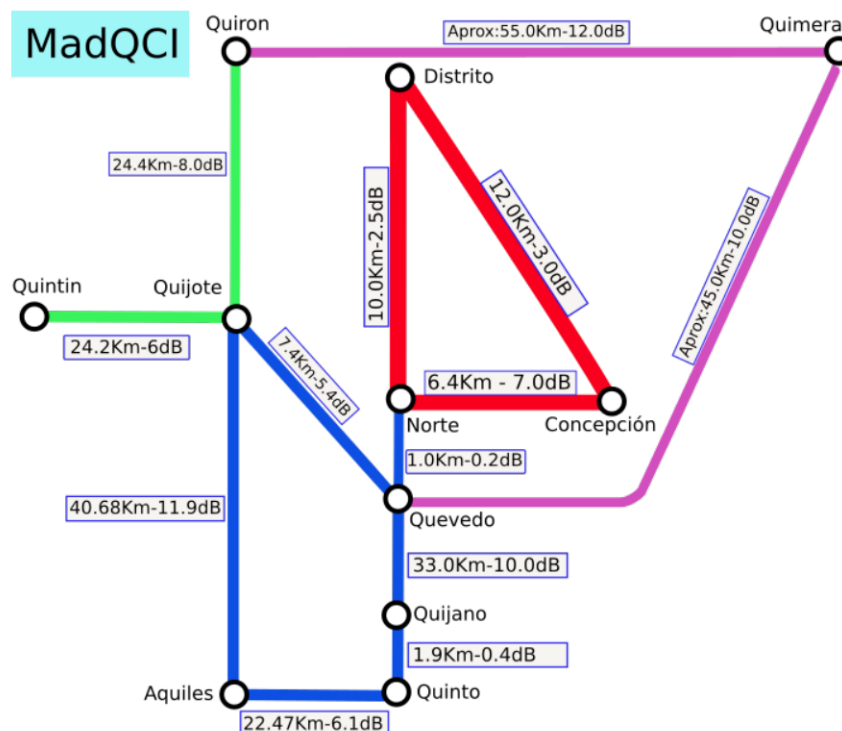 MadQCI
Quiron
Quimera
Aprox:55.0Km-12.0dB
Distrito
24.4Km-8.0dB
10.0Km-2.5dB
12.0Km-3.0dB
Aprox:45.0Km-10.0dB
Quintin
Quijote
24.2Km-6dB
7.4Km-5.4dB
6.4Km - 7.0dB
Norte
Concepción
1.0Km-0.2dB
40.68Km-11.9dB
Quevedo
33.0Km-10.0dB
Quijano
1.9Km-0.4dB
Aquiles
Quinto
22.47Km-6.1dB